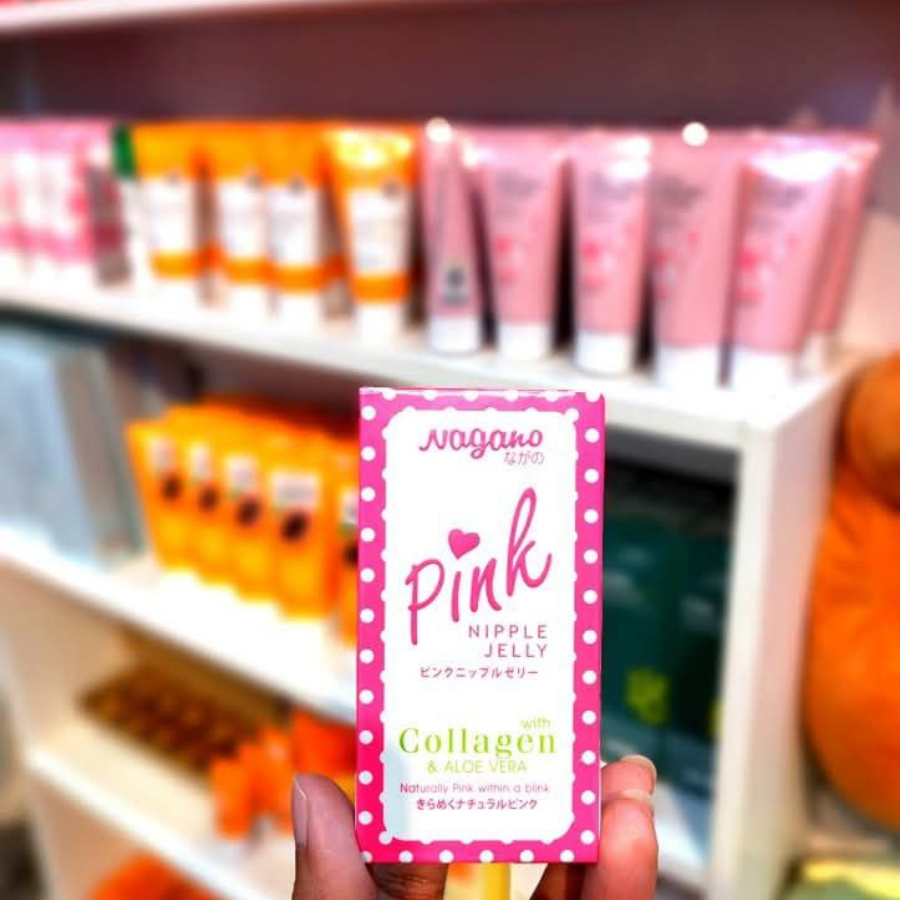 Nagano
ながの
Pink
NIPPLE
JELLY
ピンクニップルゼリー
with
Collagen
& ALOE VERA
Naturally Pink within a blink
きらめくナチュラルピンク